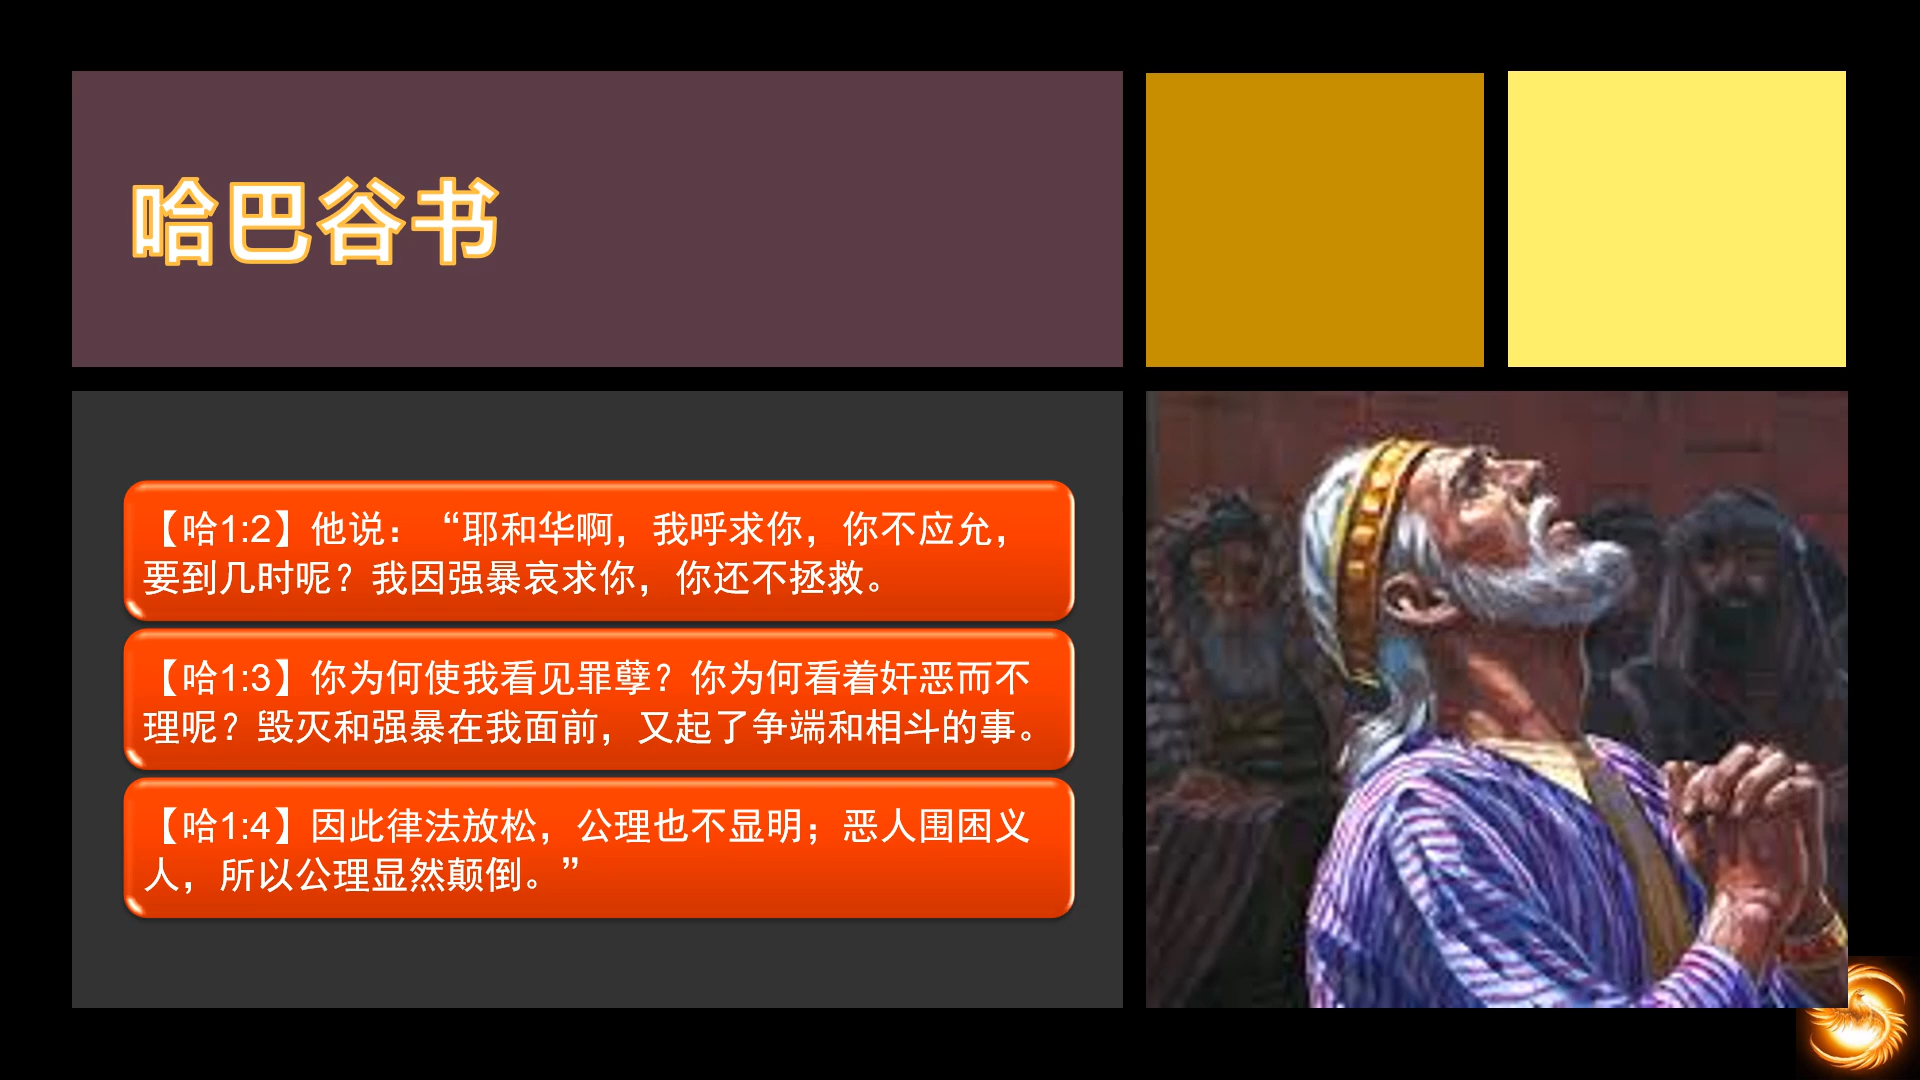 哈巴谷书
【哈1:2】他说：“耶和华啊，我呼求你，你不应允，
要到几时呢？我因强暴哀求你，你还不拯救。
【哈1:3】你为何使我看见罪孽？你为何看着奸恶而不
理呢？毁灭和强暴在我面前，又起了争端和相斗的事。
【哈1:4】因此律法放松，公理也不显明；恶人围困义
人，所以公理显然颠倒。”